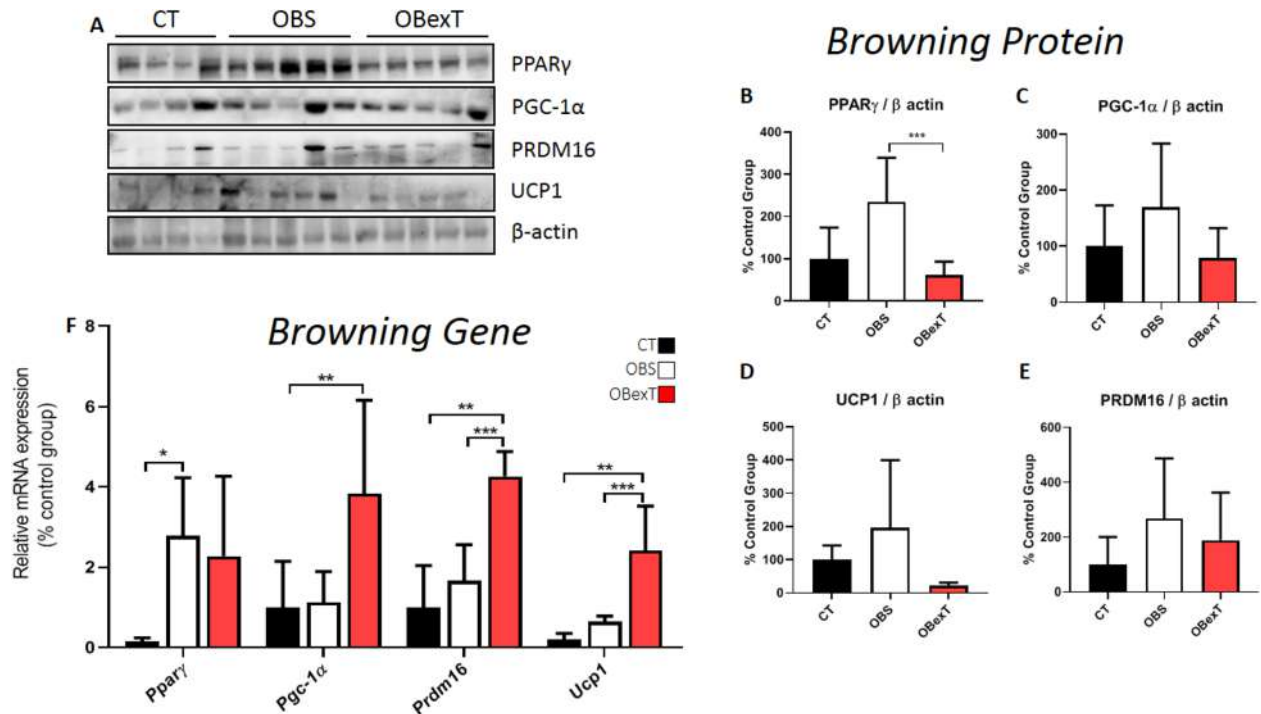 A
CT OBS OBexT
PPARγ
PGC-1α
PRDM16
UCP1
β-actin
Browning Protein
B
PPARγ / β actin
***
% Control Group
400
300
200
100
0
CT OBS OBexT
C
PGC-1α / β actin
% Control Group
300
200
100
0
CT OBS OBexT
D
UCP1 / β actin
% Control Group
500
400
300
200
100
0
CT OBS OBexT
E
PRDM16 / β actin
% Control Group
600
400
200
0
CT OBS OBexT
F
Browning Gene
CT
OBS
OBexT
Relative mRNA expression
(% control group)
8
6
4
2
0
*
**
**
***
**
***
Pparγ Pgc-1α Prdm16 Ucp1